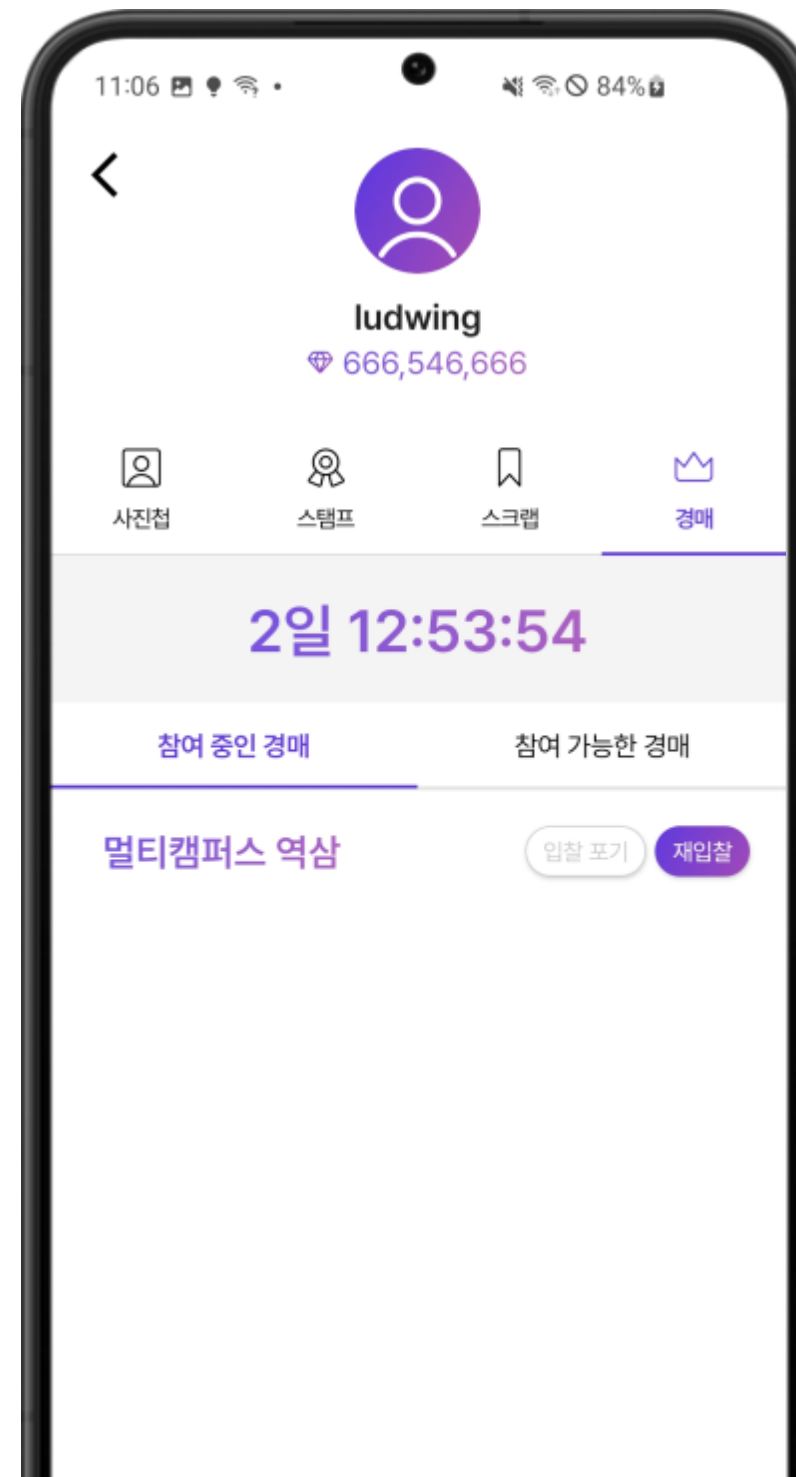 11:06
84%
ludwing
666,546,666
사진첩 스탬프 스크랩 경매
2일 12:53:54
참여 중인 경매 참여 가능한 경매
멀티캠퍼스 역삼 입찰 포기 재입찰